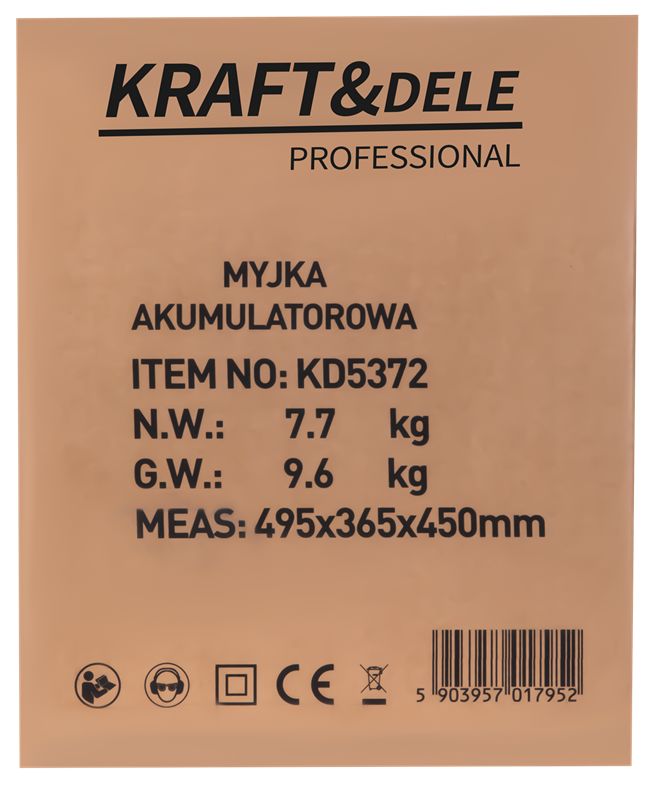 KRAFT&DELE
PROFESSIONAL
MYJKA
AKUMULATOROWA
ITEM NO: KD5372
N.W.: 7.7 kg
G.W.: 9.6 kg
MEAS: 495x365x450mm
CE
5 903957 017952